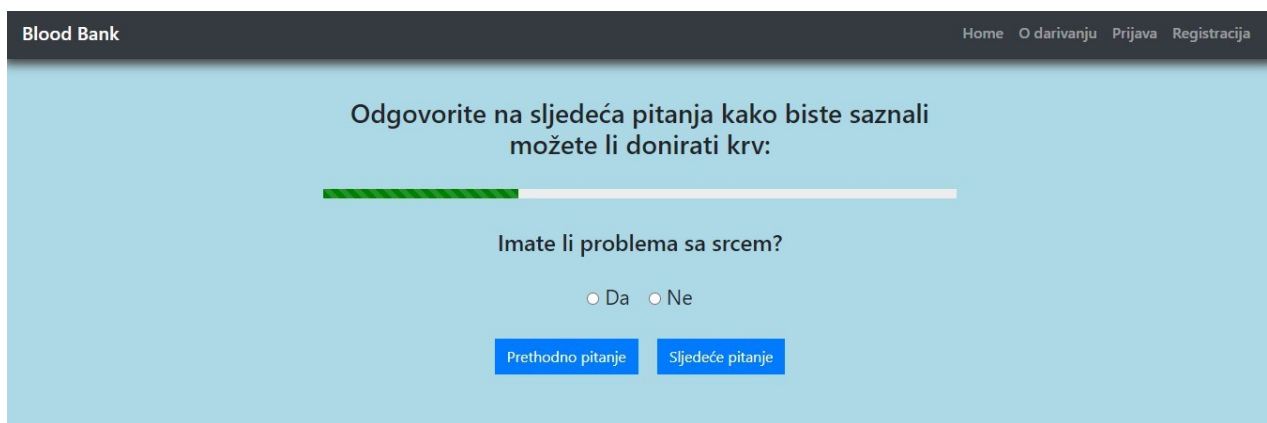 Blood Bank
Home O darivanju Prijava Registracija
Odgovorite na sljedeća pitanja kako biste saznali
možete li donirati krv:
Imate li problema sa srcem?
Da Ne
Prethodno pitanje Sljedeće pitanje